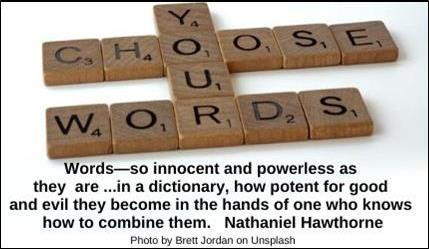 CHOOSE
YOUR
WORDS
Words—so innocent and powerless as
they are ...in a dictionary, how potent for good
and evil they become in the hands of one who knows
how to combine them. Nathaniel Hawthorne
Photo by Brett Jordan on Unsplash